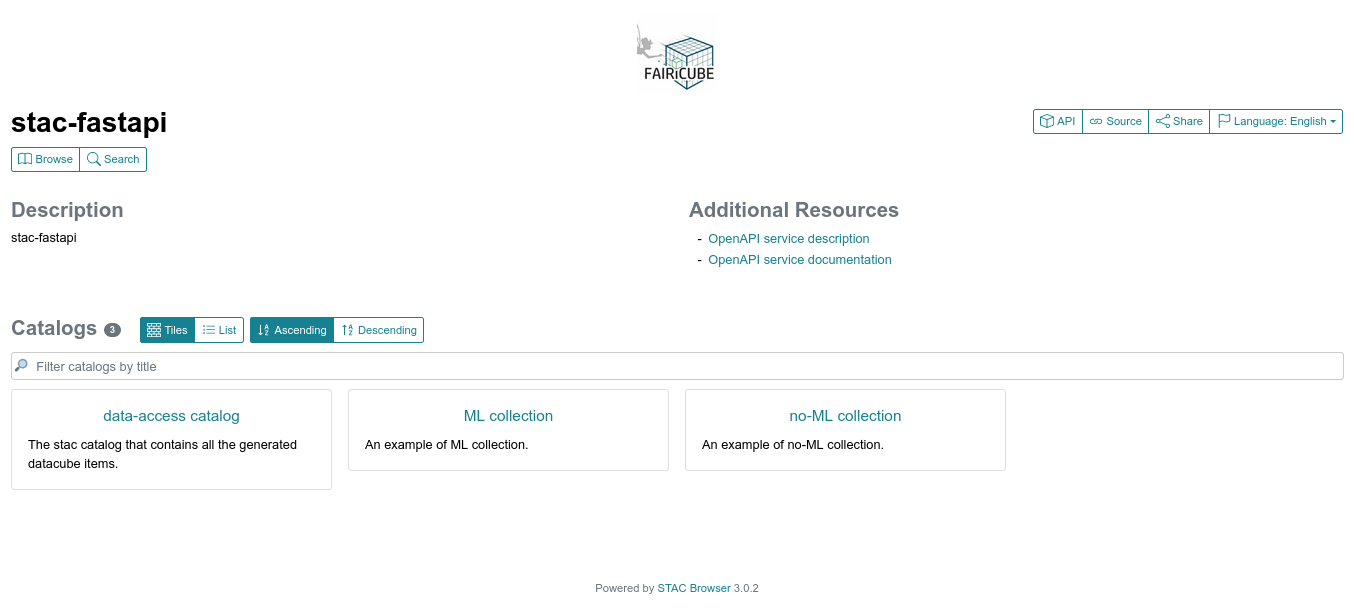 FAIRiCUBE
stac-fastapi
API Source Share Language: English
Browse Search
Description
stac-fastapi
Additional Resources
- OpenAPI service description
- OpenAPI service documentation
Catalogs 3 Tiles List Ascending Descending
Filter catalogs by title
data-access catalog
The stac catalog that contains all the generated
datacube items.
ML collection
An example of ML collection.
no-ML collection
An example of no-ML collection.
Powered by STAC Browser 3.0.2